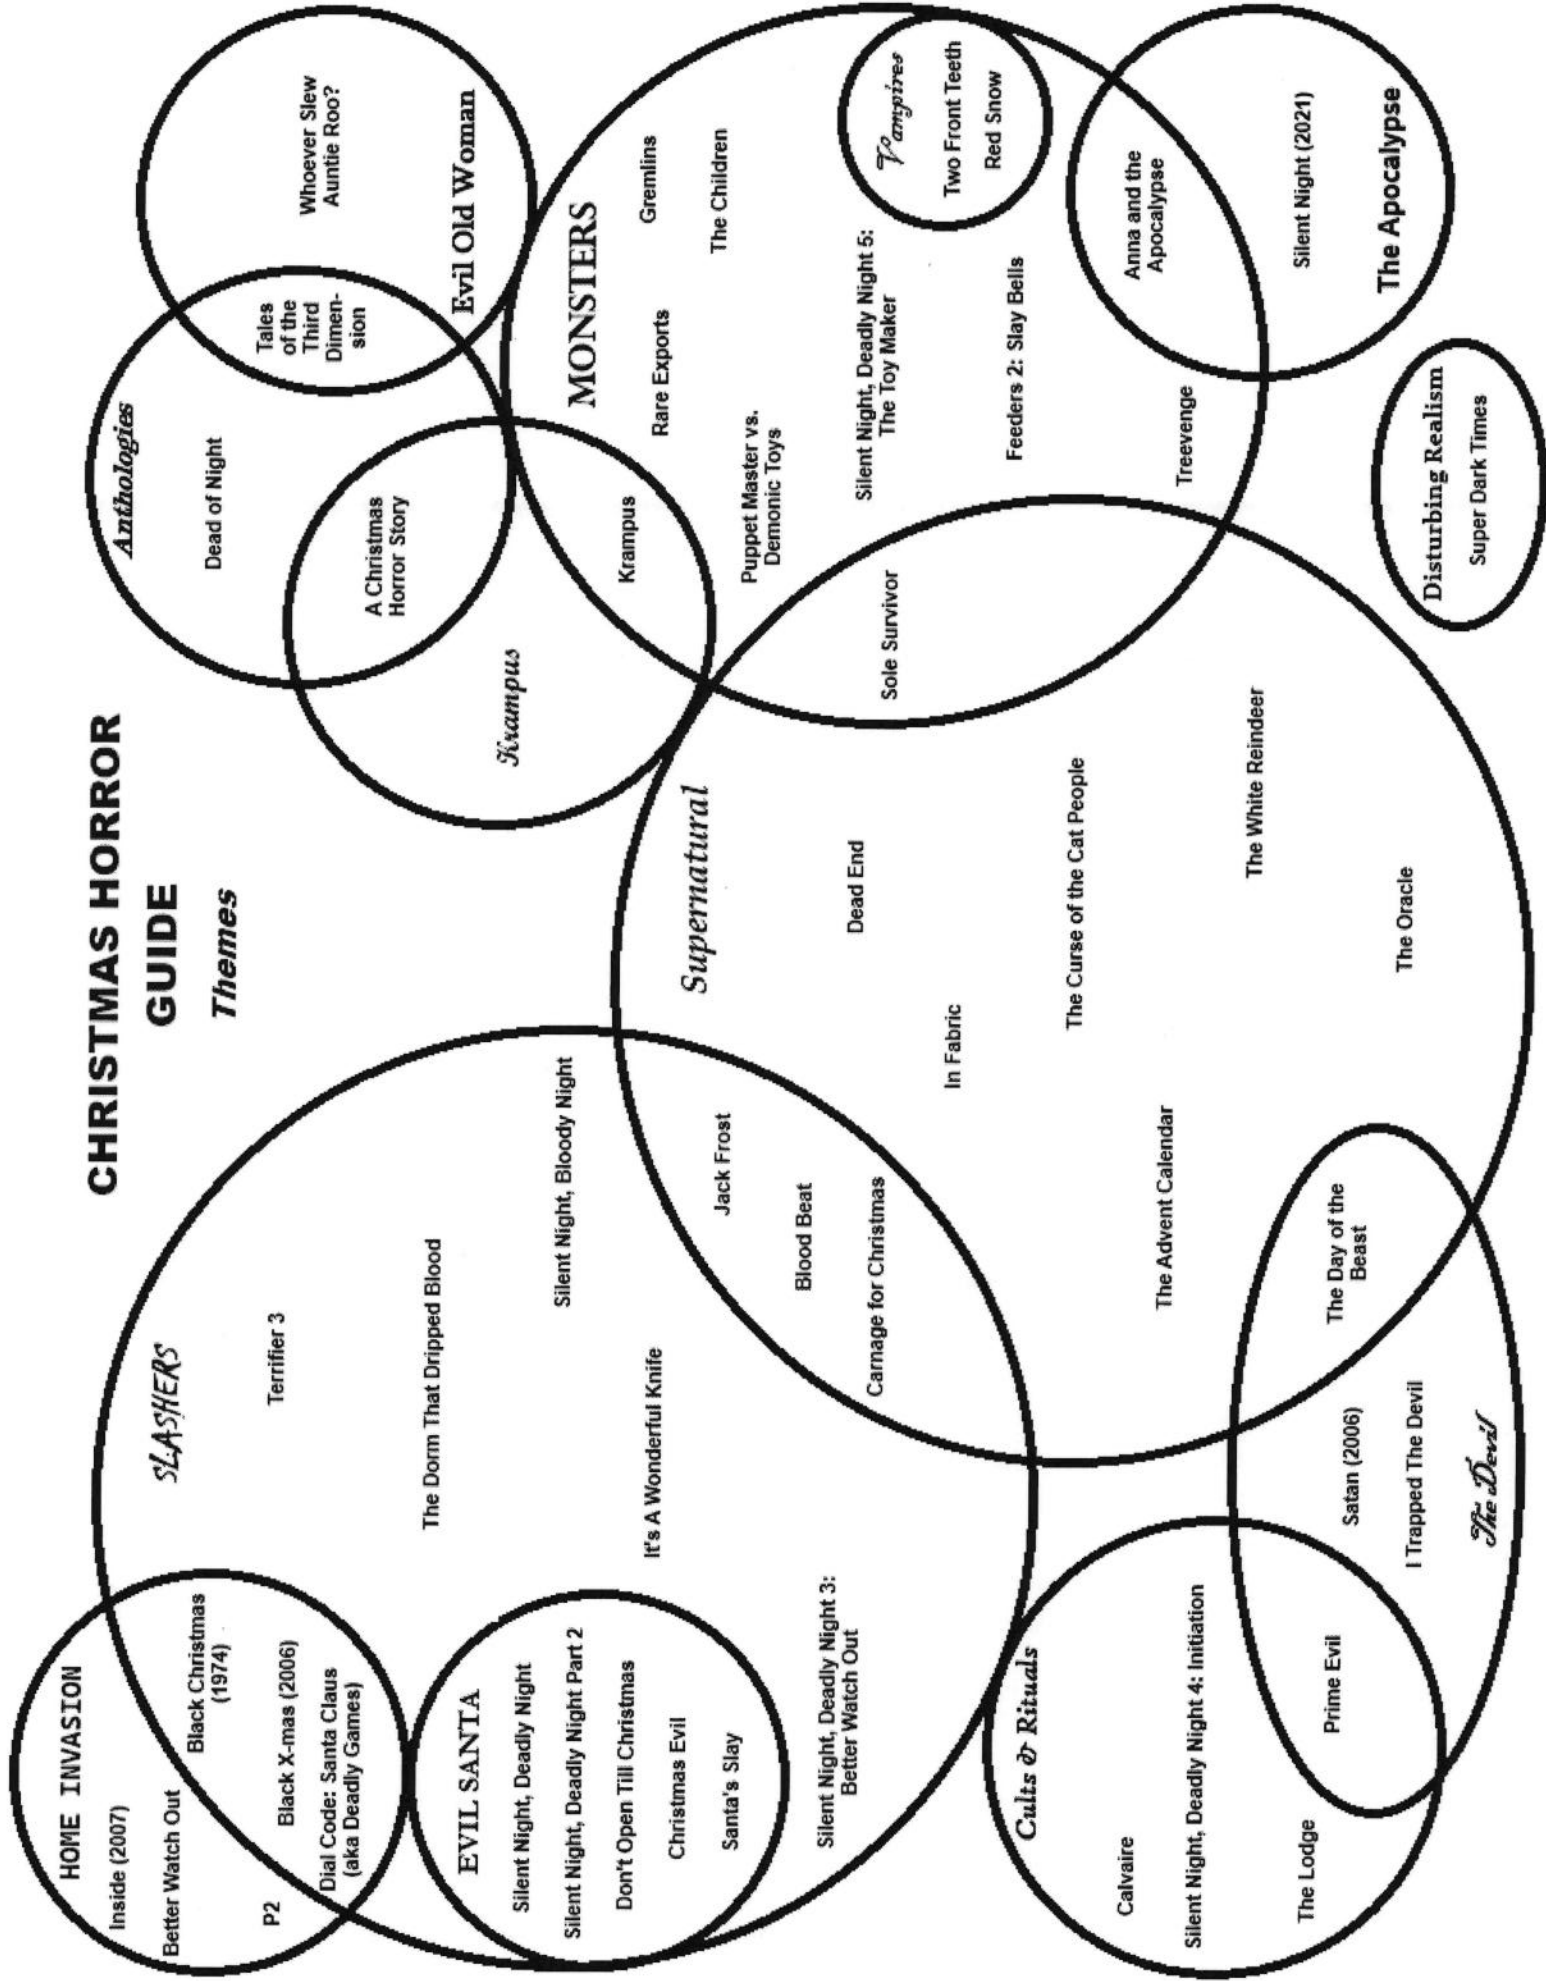 CHRISTMAS HORROR
GUIDE
Themes
HOME INVASION
Inside (2007)
Better Watch Out
P2
Black Christmas
(1974)
Black X-mas (2006)
Dial Code: Santa Claus
(aka Deadly Games)
SLASHERS
Terrifier 3
The Dorm That Dripped Blood
Silent Night, Bloody Night
It's A Wonderful Knife
EVIL SANTA
Silent Night, Deadly Night
Silent Night, Deadly Night Part 2
Don't Open Till Christmas
Christmas Evil
Santa's Slay
Silent Night, Deadly Night 3:
Better Watch Out
Jack Frost
Blood Beat
Carnage for Christmas
Supernatural
Dead End
In Fabric
The Curse of the Cat People
The White Reindeer
The Advent Calendar
The Oracle
Sole Survivor
The Day of the
Beast
Cults & Rituals
Calvaire
Silent Night, Deadly Night 4: Initiation
The Lodge
Prime Evil
Satan (2006)
I Trapped The Devil
The Devil
Anthologies
Dead of Night
Tales
of the
Third
Dimen-
sion
A Christmas
Horror Story
Krampus
Krampus
Whoever Slew
Auntie Roo?
Evil Old Woman
MONSTERS
Gremlins
Rare Exports
The Children
Puppet Master vs.
Demonic Toys
Silent Night, Deadly Night 5:
The Toy Maker
Feeders 2: Slay Bells
Treevenge
Vampires
Two Front Teeth
Red Snow
Anna and the
Apocalypse
Silent Night (2021)
The Apocalypse
Disturbing Realism
Super Dark Times